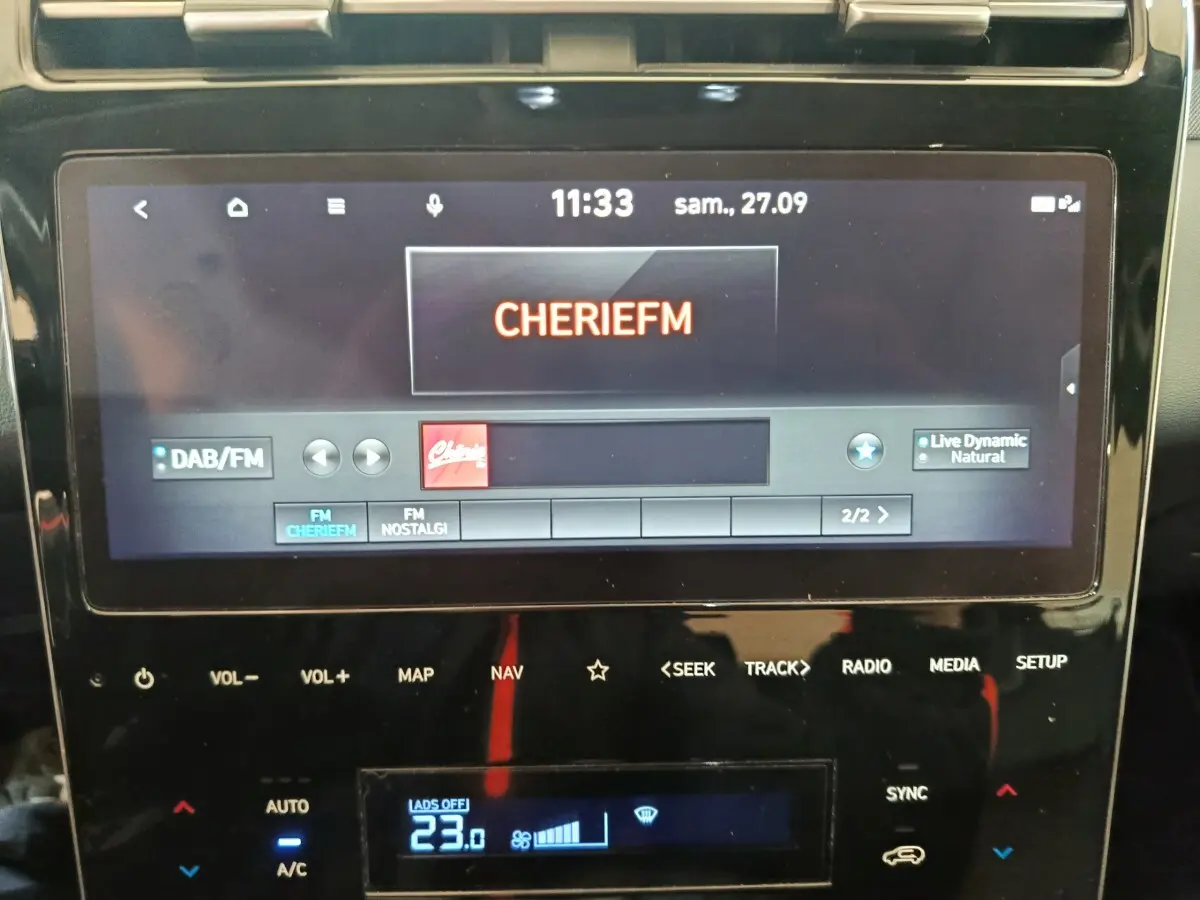 11:33 sam., 27.09
CHERIEFM
DAB/FM
Chérie
Live Dynamic
Natural
FM
CHERIEFM
FM
NOSTALGI
2/2 >
VOL− VOL+ MAP NAV <SEEK TRACK> RADIO MEDIA SETUP
AUTO
A/C
ADS OFF
23.0
SYNC